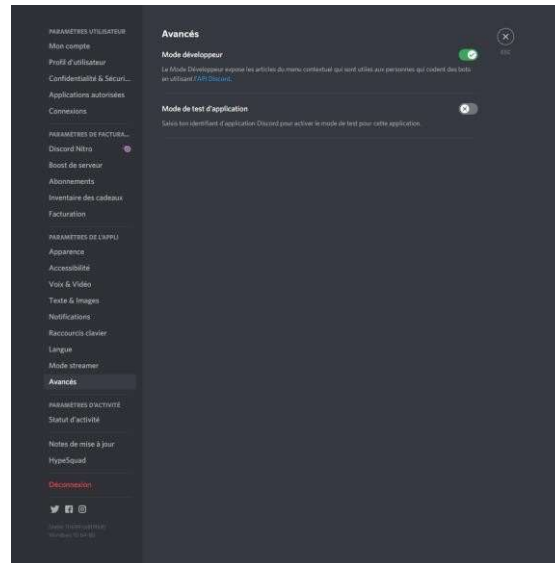 PARAMÈTRES UTILISATEUR
Mon compte
Profil d'utilisateur
Confidentialité & Sécuri...
Applications autorisées
Connexions
PARAMÈTRES DE FACTURA...
Discord Nitro
Boost de serveur
Abonnements
Inventaire des cadeaux
Facturation
PARAMÈTRES DE L'APPLI
Apparence
Accessibilité
Voix & Vidéo
Texte & Images
Notifications
Raccourcis clavier
Langue
Mode streamer
Avancés
PARAMÈTRES D'ACTIVITÉ
Statut d'activité
Notes de mise à jour
HypeSquad
Déconnexion
Avancés
Mode développeur
Le Mode Développeur expose les articles du menu contextuel qui sont utiles aux personnes qui codent des bots
en utilisant l'API Discord.
Mode de test d'application
Saisis ton identifiant d'application Discord pour activer le mode de test pour cette application.
ESC